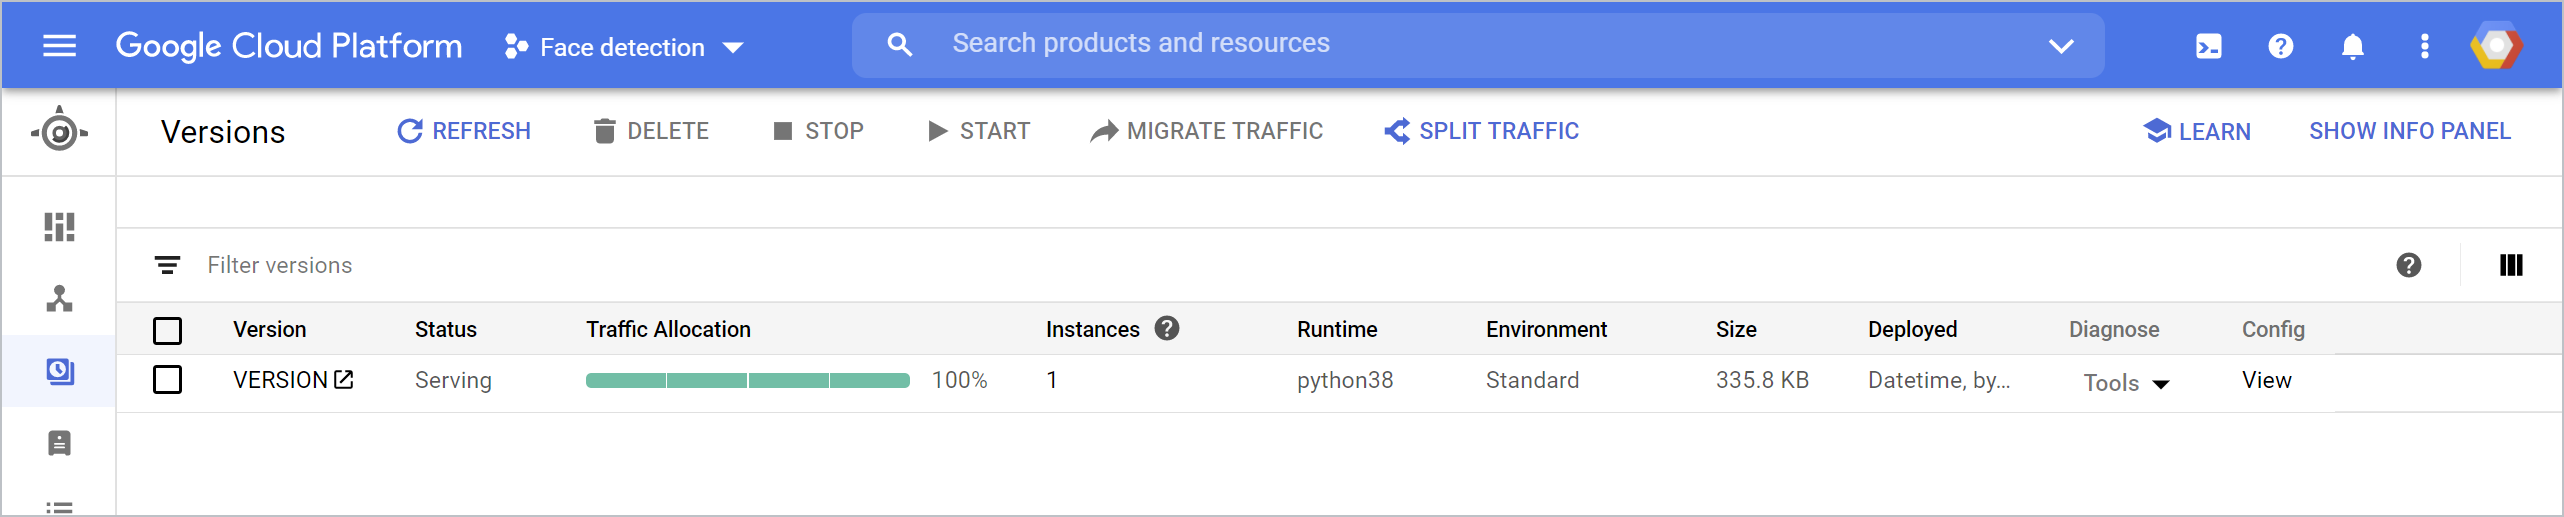 Google Cloud Platform Face detection Search products and resources
Versions REFRESH DELETE STOP START MIGRATE TRAFFIC SPLIT TRAFFIC LEARN SHOW INFO PANEL
Filter versions
Version Status Traffic Allocation Instances Runtime Environment Size Deployed Diagnose Config
VERSION Serving 100% 1 python38 Standard 335.8 KB Datetime, by... Tools View